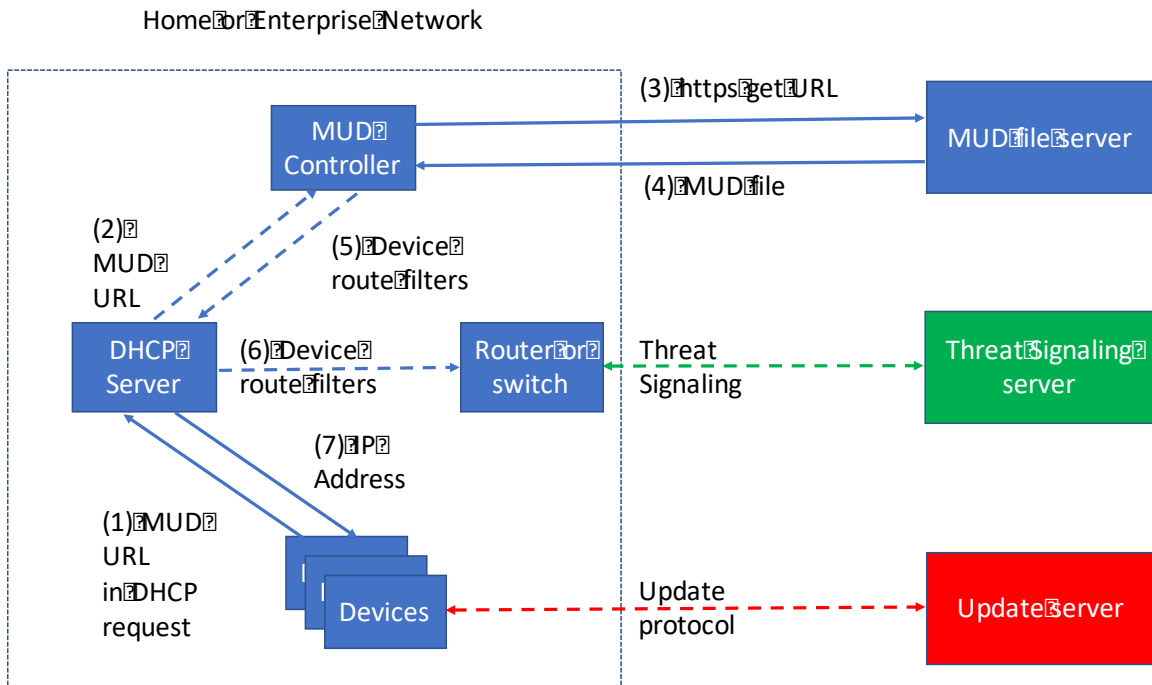 Home or Enterprise Network
(3) https get URL
MUD
Controller
MUD file server
(4) MUD file
(2)
MUD
URL
(5) Device
route filters
DHCP
Server
(6) Device
route filters
Router or
switch
Threat
Signaling
Threat Signaling
server
(7) IP
Address
(1) MUD
URL
in DHCP
request
Devices
Update
protocol
Update server